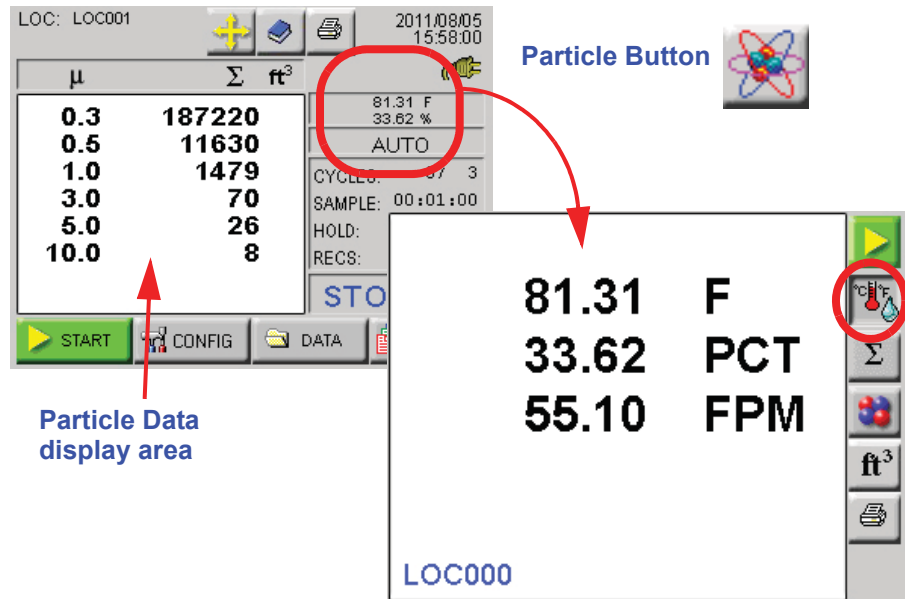 LOC: LOC001
2011/08/05
15:58:00
Particle Button
μ Σ ft³
81.31 F
33.62 %
0.3 187220
0.5 11630
1.0 1479
3.0 70
5.0 26
10.0 8
AUTO
CYCLES: 3
SAMPLE: 00:01:00
HOLD:
RECS:
STO
START CONFIG DATA
Particle Data
display area
81.31 F
33.62 PCT
55.10 FPM
°C °F
Σ
ft³
LOC000